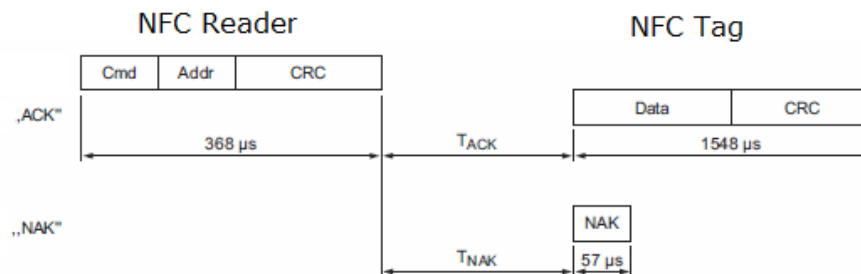 NFC Reader
NFC Tag
Cmd Addr CRC
‚ACK‟
Data CRC
368 µs
TACK
1548 µs
‚‚NAK‟
NAK
TNAK
57 µs